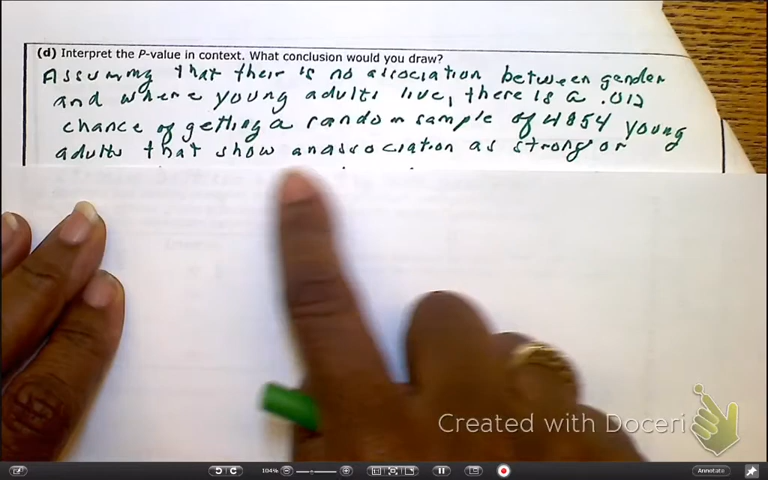 (d) Interpret the P-value in context. What conclusion would you draw?
Assuming that their is no association between gender
and where young adults live, there is a .012
chance of getting a random sample of 4854 young
adults that show an association as strong or
Created with Doceri
104%
Annotate